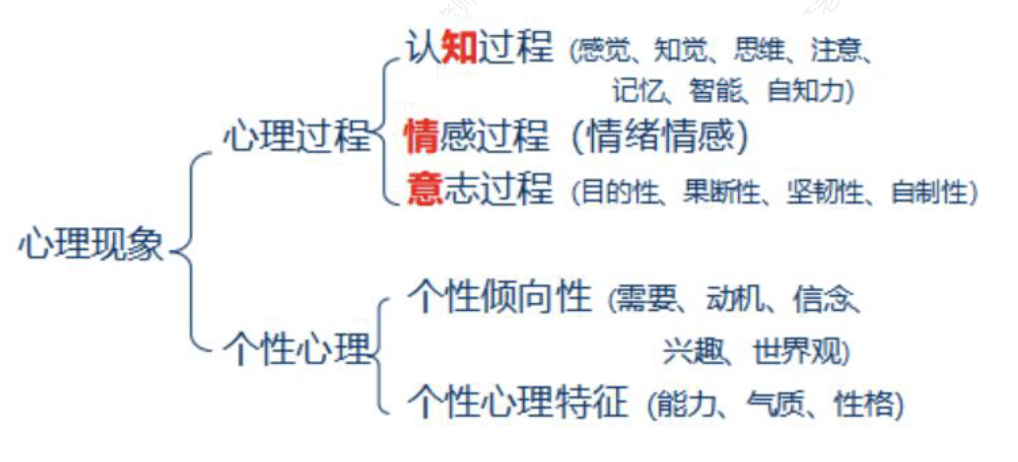 认知过程 (感觉、知觉、思维、注意、
记忆、智能、自知力)
心理过程
情感过程 (情绪情感)
意志过程 (目的性、果断性、坚韧性、自制性)
心理现象
个性倾向性 (需要、动机、信念、
兴趣、世界观)
个性心理
个性心理特征 (能力、气质、性格)